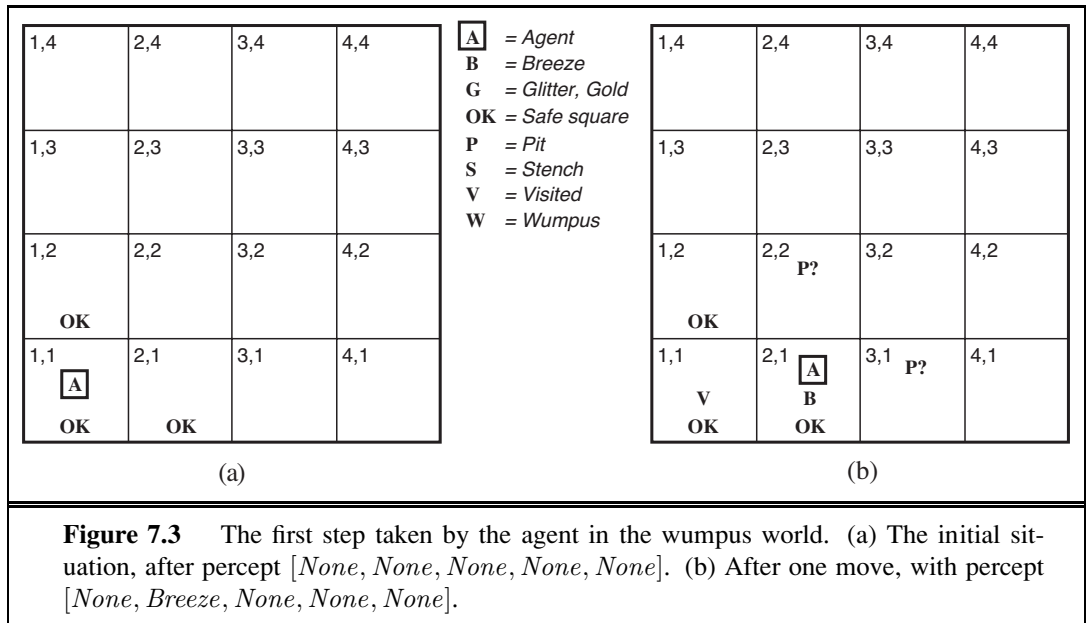 1,4 2,4 3,4 4,4
1,3 2,3 3,3 4,3
1,2 2,2 3,2 4,2
OK
1,1 2,1 3,1 4,1
A
OK OK
(a)
A = Agent
B = Breeze
G = Glitter, Gold
OK = Safe square
P = Pit
S = Stench
V = Visited
W = Wumpus
1,4 2,4 3,4 4,4
1,3 2,3 3,3 4,3
1,2 2,2 3,2 4,2
P?
OK
1,1 2,1 3,1 4,1
A P?
V B
OK OK
(b)
Figure 7.3 The first step taken by the agent in the wumpus world. (a) The initial sit-
uation, after percept [None, None, None, None, None]. (b) After one move, with percept
[None, Breeze, None, None, None].